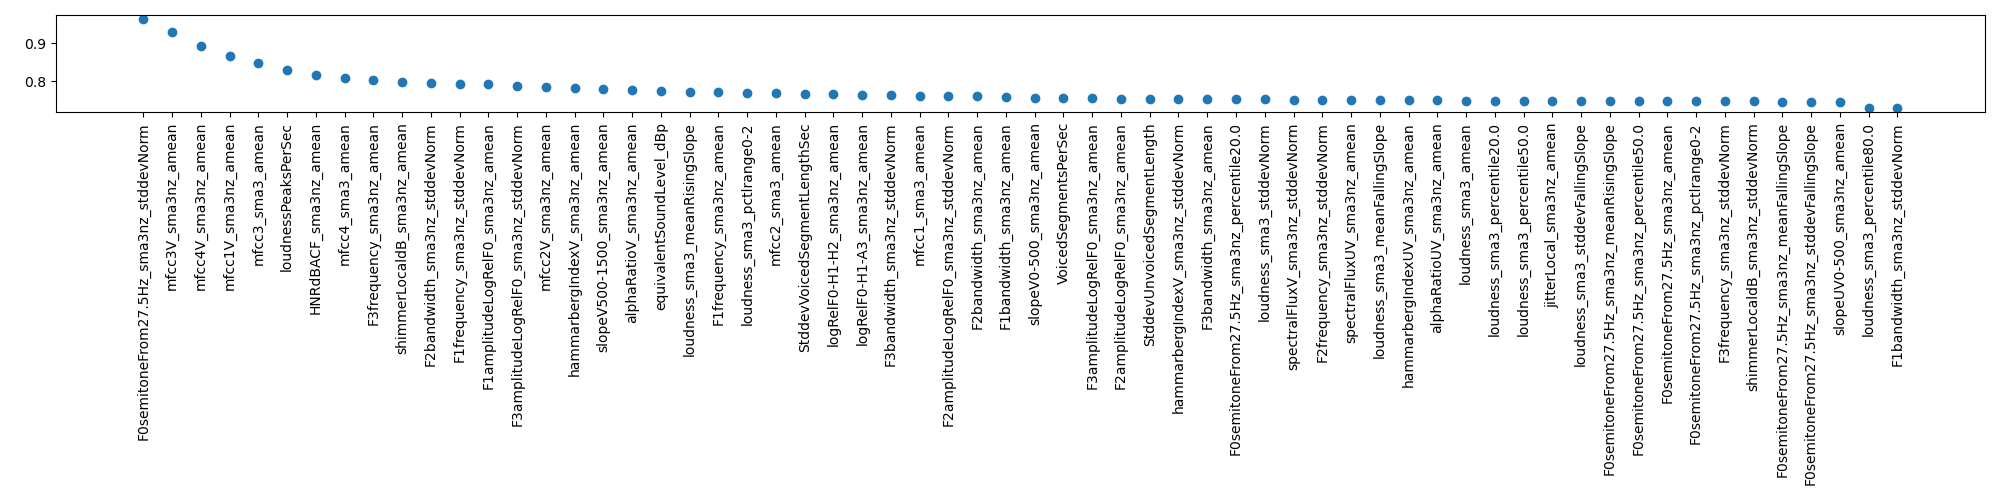 0.9
0.8
F0semitoneFrom27.5Hz_sma3nz_stddevNorm
mfcc3V_sma3nz_amean
mfcc4V_sma3nz_amean
mfcc1V_sma3nz_amean
mfcc3_sma3_amean
loudnessPeaksPerSec
HNRdBACF_sma3nz_amean
mfcc4_sma3_amean
F3frequency_sma3nz_amean
shimmerLocaldB_sma3nz_amean
F2bandwidth_sma3nz_stddevNorm
F1frequency_sma3nz_stddevNorm
F1amplitudeLogRelF0_sma3nz_amean
F3amplitudeLogRelF0_sma3nz_stddevNorm
mfcc2V_sma3nz_amean
hammarbergIndexV_sma3nz_amean
slopeV500-1500_sma3nz_amean
alphaRatioV_sma3nz_amean
equivalentSoundLevel_dBp
loudness_sma3_meanRisingSlope
F1frequency_sma3nz_amean
loudness_sma3_pctlrange0-2
mfcc2_sma3_amean
StddevVoicedSegmentLengthSec
logRelF0-H1-H2_sma3nz_amean
logRelF0-H1-A3_sma3nz_amean
F3bandwidth_sma3nz_stddevNorm
mfcc1_sma3_amean
F2amplitudeLogRelF0_sma3nz_stddevNorm
F2bandwidth_sma3nz_amean
F1bandwidth_sma3nz_amean
slopeV0-500_sma3nz_amean
VoicedSegmentsPerSec
F3amplitudeLogRelF0_sma3nz_amean
F2amplitudeLogRelF0_sma3nz_amean
StddevUnvoicedSegmentLength
hammarbergIndexV_sma3nz_stddevNorm
F3bandwidth_sma3nz_amean
F0semitoneFrom27.5Hz_sma3nz_percentile20.0
loudness_sma3_stddevNorm
spectralFluxV_sma3nz_stddevNorm
F2frequency_sma3nz_stddevNorm
spectralFluxUV_sma3nz_amean
loudness_sma3_meanFallingSlope
hammarbergIndexUV_sma3nz_amean
alphaRatioUV_sma3nz_amean
loudness_sma3_amean
loudness_sma3_percentile20.0
loudness_sma3_percentile50.0
jitterLocal_sma3nz_amean
loudness_sma3_stddevFallingSlope
F0semitoneFrom27.5Hz_sma3nz_meanRisingSlope
F0semitoneFrom27.5Hz_sma3nz_percentile50.0
F0semitoneFrom27.5Hz_sma3nz_amean
F0semitoneFrom27.5Hz_sma3nz_pctlrange0-2
F3frequency_sma3nz_stddevNorm
shimmerLocaldB_sma3nz_stddevNorm
F0semitoneFrom27.5Hz_sma3nz_meanFallingSlope
F0semitoneFrom27.5Hz_sma3nz_stddevFallingSlope
slopeUV0-500_sma3nz_amean
loudness_sma3_percentile80.0
F1bandwidth_sma3nz_stddevNorm